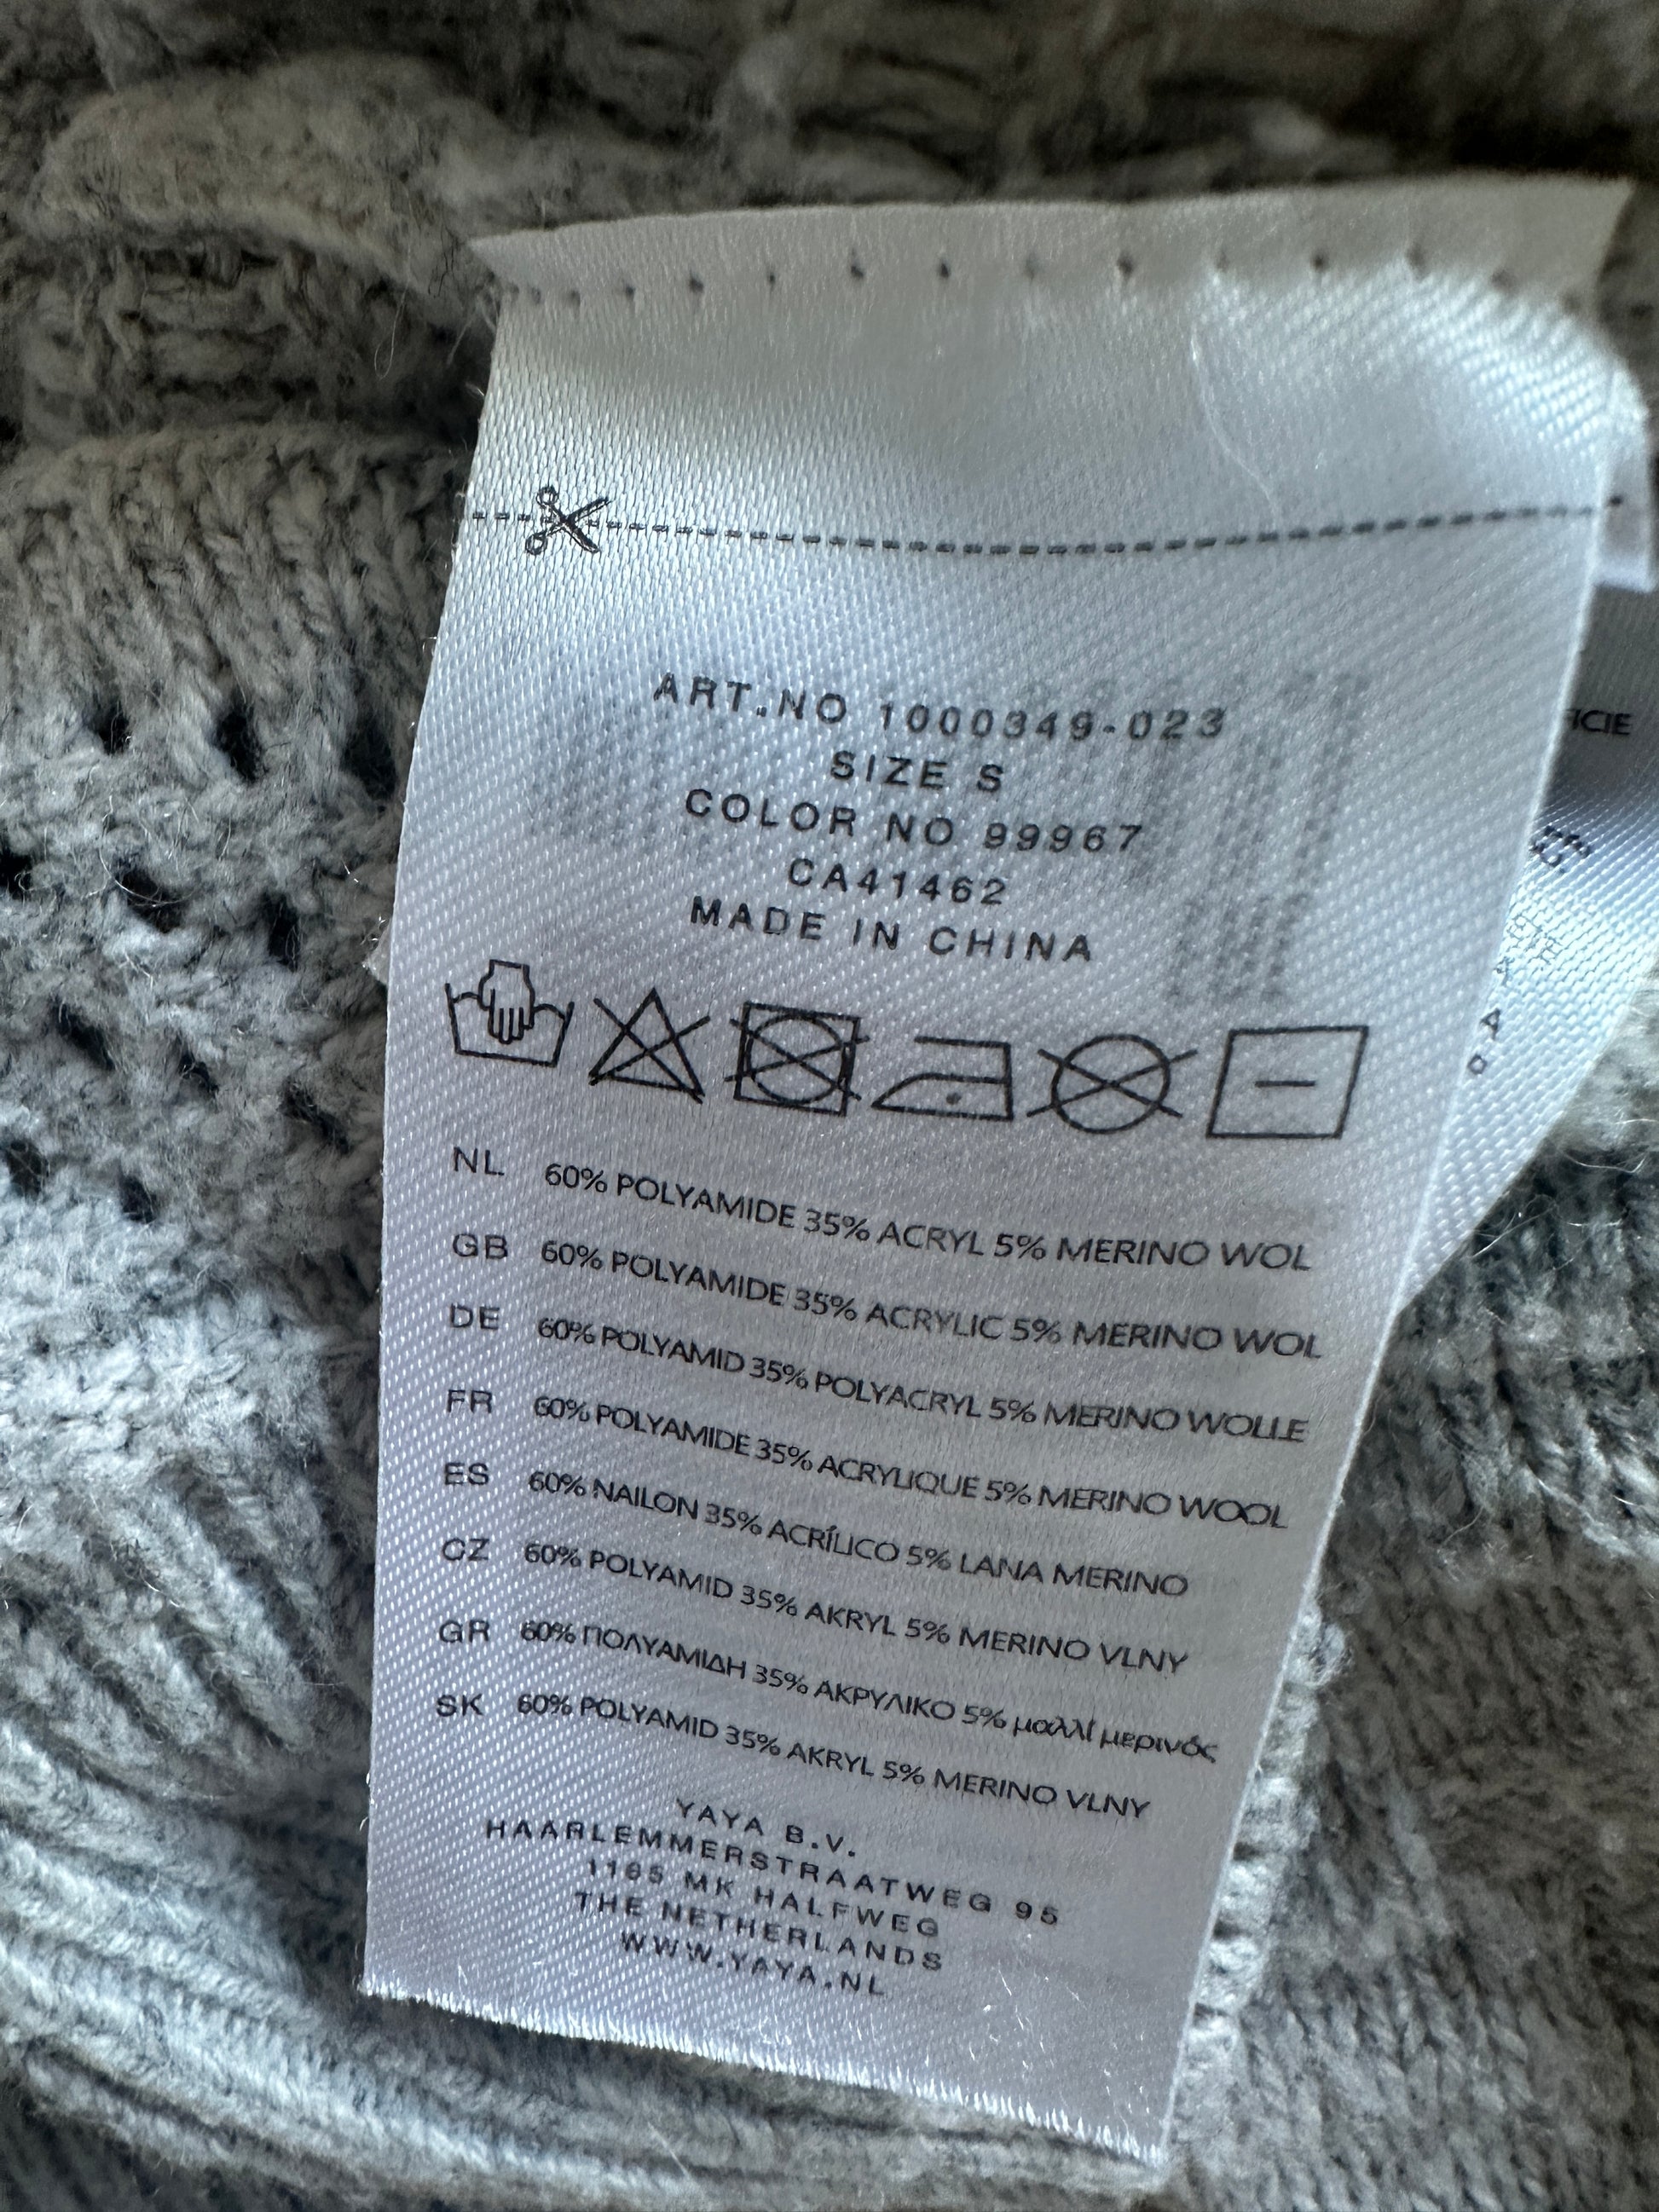 ART.NO 1000349-023
SIZE S
COLOR NO 99967
CA41462
MADE IN CHINA
NL 60% POLYAMIDE 35% ACRYL 5% MERINO WOL
GB 60% POLYAMIDE 35% ACRYLIC 5% MERINO WOL
DE 60% POLYAMID 35% POLYACRYL 5% MERINO WOLLE
FR 60% POLYAMIDE 35% ACRYLIQUE 5% MERINO WOOL
ES 60% NAILON 35% ACRÍLICO 5% LANA MERINO
CZ 60% POLYAMID 35% AKRYL 5% MERINO VLNY
GR 60% ΠΟΛΥΑΜΙΔΗ 35% ΑΚΡΥΛΙΚΟ 5% μαλλί μερινός
SK 60% POLYAMID 35% AKRYL 5% MERINO VLNY
YAYA B.V.
HAARLEMMERSTRAATWEG 95
1165 MK HALFWEG
THE NETHERLANDS
WWW.YAYA.NL